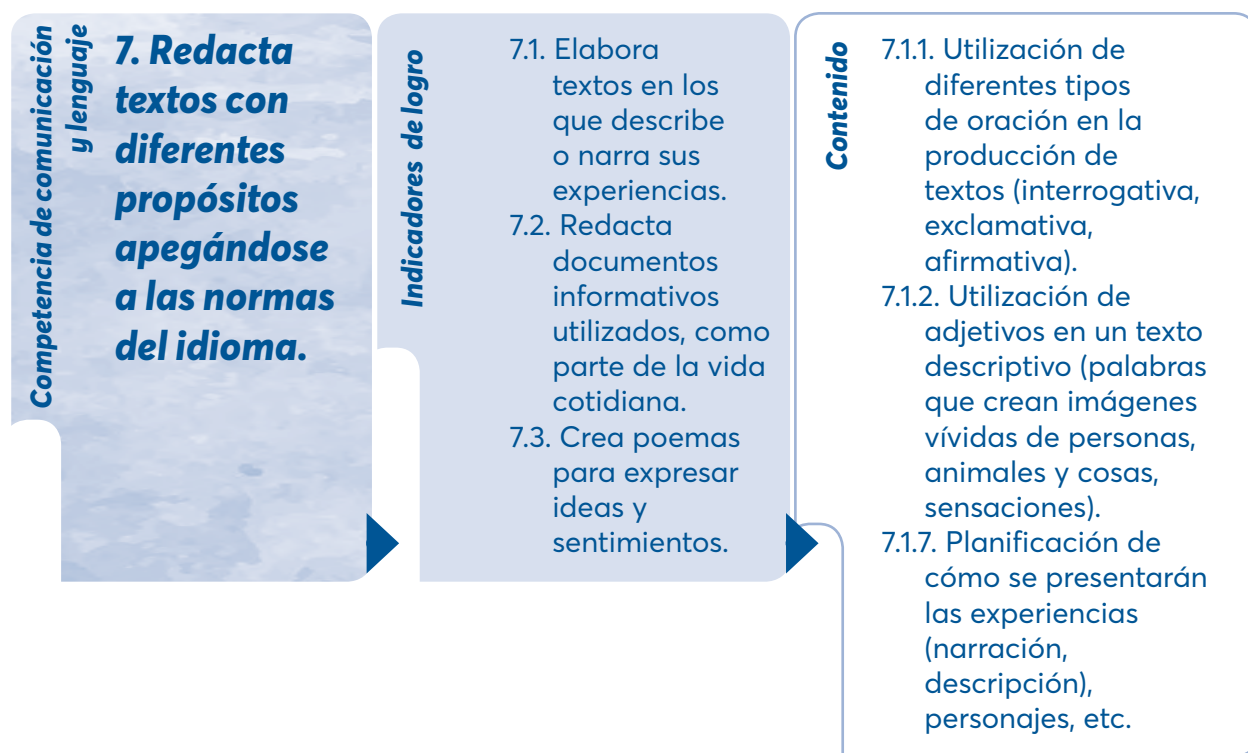 Competencia de comunicación
y lenguaje
7. Redacta
textos con
diferentes
propósitos
apegándose
a las normas
del idioma.
Indicadores de logro
7.1. Elabora
textos en los
que describe
o narra sus
experiencias.
7.2. Redacta
documentos
informativos
utilizados, como
parte de la vida
cotidiana.
7.3. Crea poemas
para expresar
ideas y
sentimientos.
Contenido
7.1.1. Utilización de
diferentes tipos
de oración en la
producción de
textos (interrogativa,
exclamativa,
afirmativa).
7.1.2. Utilización de
adjetivos en un texto
descriptivo (palabras
que crean imágenes
vívidas de personas,
animales y cosas,
sensaciones).
7.1.7. Planificación de
cómo se presentarán
las experiencias
(narración,
descripción),
personajes, etc.